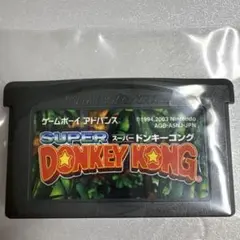 ゲームボーイアドバンス
©1994,2003 Nintendo
AGB-A5NJ-JPN
SUPER スーパードンキーコング
DONKEY KONG